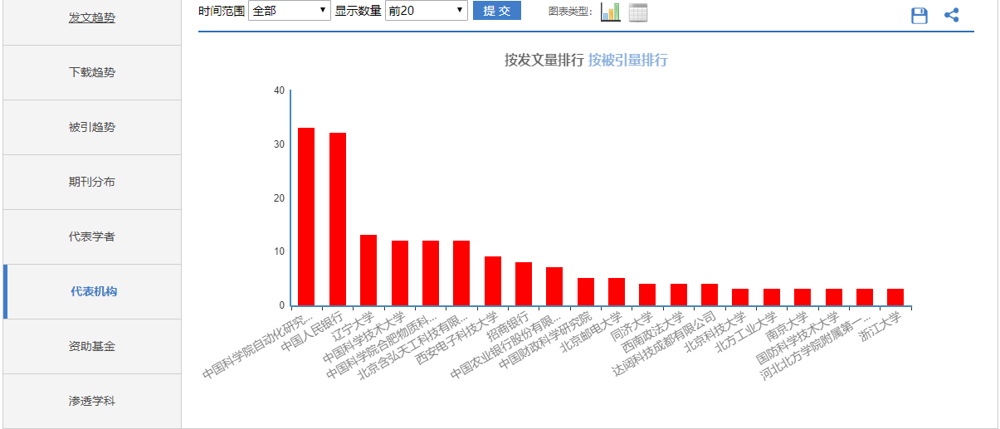 发文趋势
下载趋势
被引趋势
期刊分布
代表学者
代表机构
资助基金
渗透学科
时间范围 全部 显示数量 前20 提 交 图表类型：
按发文量排行 按被引量排行
40
30
20
10
0
中国科学院自动化研究...
中国人民银行
辽宁大学
中国科学技术大学
中国科学院合肥物质科...
北京含弘天工科技有限...
西安电子科技大学
招商银行
中国农业银行股份有限...
中国财政科学研究院
北京邮电大学
同济大学
西南政法大学
达闼科技成都有限公司
北京科技大学
北方工业大学
南京大学
国防科学技术大学
河北北方学院附属第一...
浙江大学